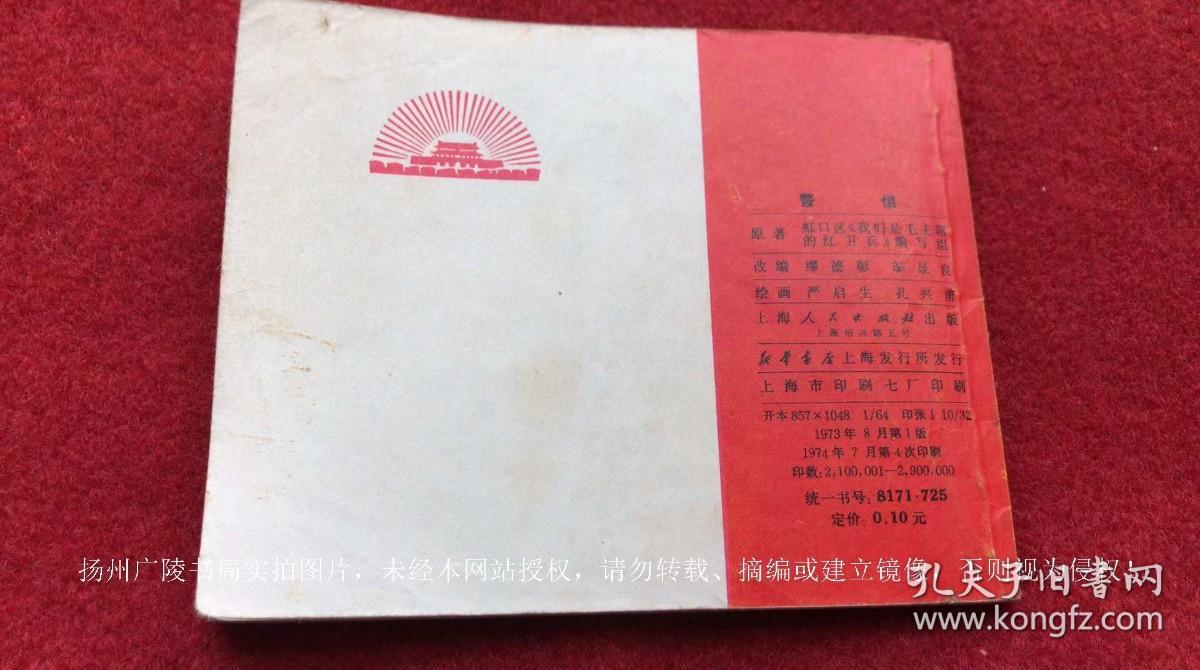 警 惕
原著 虹口区《我们是毛主席
的红卫兵》编写组
改编 缪德彰
绘画 严启生 孔兴甫
上海人民出版社出版
上海绍兴路五号
新华书店上海发行所发行
上海市印刷七厂印刷
开本 857×1048 1/64 印张 1 10/32
1973年8月第1版
1974年7月第4次印刷
印数:2,100,001—2,900,000
统一书号:8171·725
定价:0.10元
扬州广陵书局实拍图片,未经本网站授权,请勿转载、摘编或建立镜像,否则视为侵权!
孔夫子旧书网
www.kongfz.com